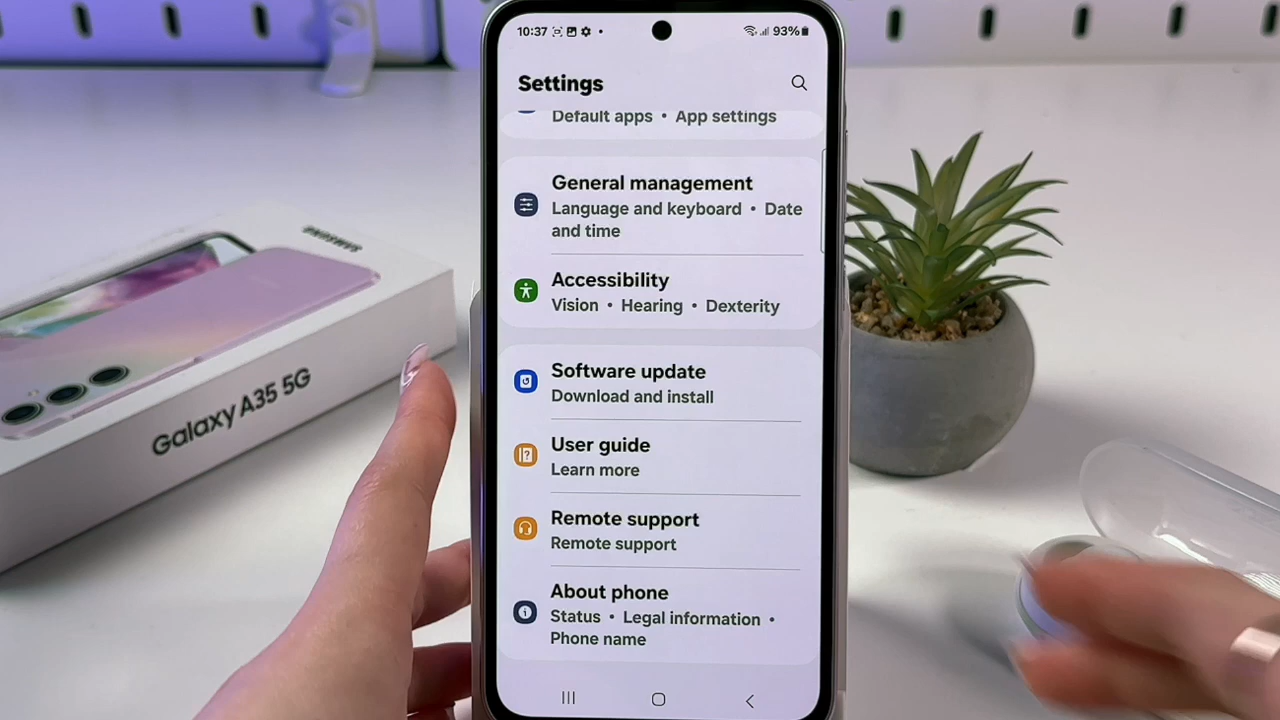 10:37
93%
Settings
Default apps • App settings
General management
Language and keyboard • Date
and time
Accessibility
Vision • Hearing • Dexterity
Software update
Download and install
User guide
Learn more
Remote support
Remote support
About phone
Status • Legal information •
Phone name
SAMSUNG
Galaxy A35 5G